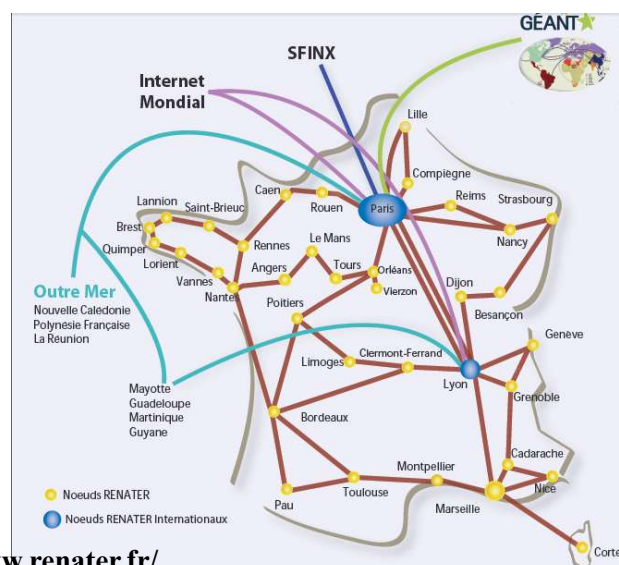 GÉANT
SFINX
Internet
Mondial
Lille
Compiègne
Reims
Strasbourg
Caen
Rouen
Paris
Nancy
Lannion
Saint-Brieuc
Brest
Quimper
Rennes
Lorient
Vannes
Nantes
Angers
Le Mans
Tours
Orléans
Vierzon
Dijon
Besançon
Outre Mer
Nouvelle Calédonie
Polynésie Française
La Réunion
Mayotte
Guadeloupe
Martinique
Guyane
Poitiers
Limoges
Clermont-Ferrand
Lyon
Genève
Grenoble
Bordeaux
Cadarache
Nice
Montpellier
Marseille
Toulouse
Pau
Corte
Noeuds RENATER
Noeuds RENATER Internationaux
w.renater.fr/